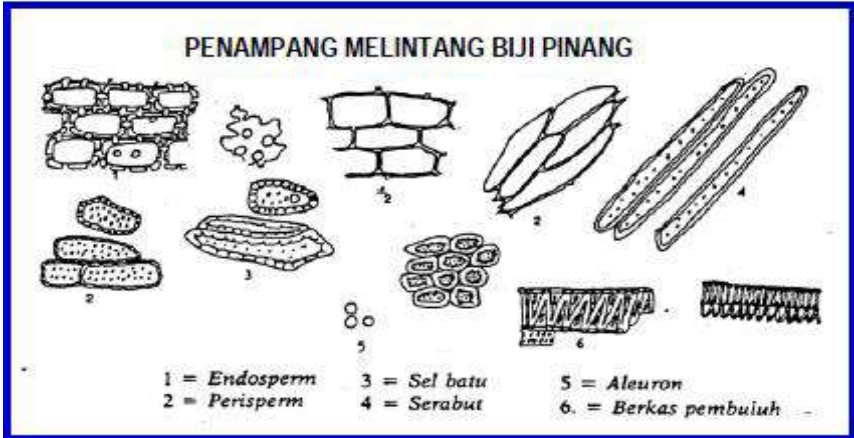 PENAMPANG MELINTANG BIJI PINANG
1
2
2
4
2
3
5
6
1 = Endosperm
2 = Perisperm
3 = Sel batu
4 = Serabut
5 = Aleuron
6. = Berkas pembuluh